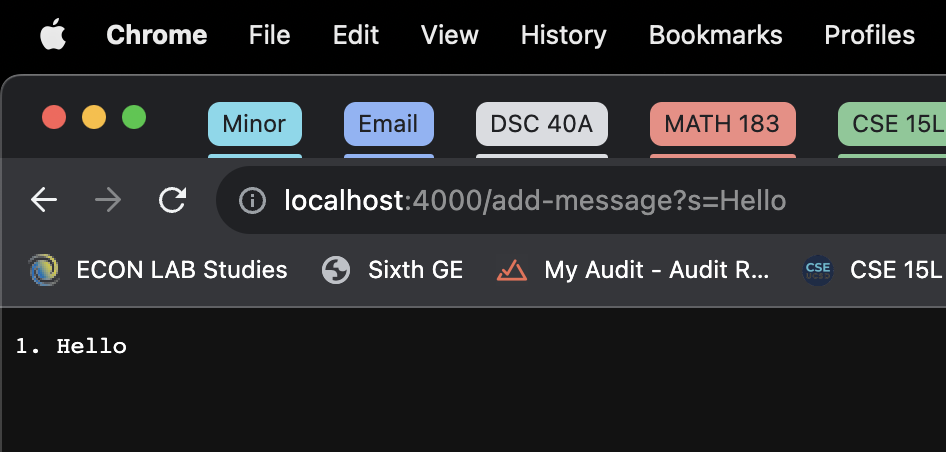 Chrome File Edit View History Bookmarks Profiles
Minor Email DSC 40A MATH 183 CSE 15L
localhost:4000/add-message?s=Hello
ECON LAB Studies Sixth GE My Audit - Audit R... CSE CSE 15L
1. Hello